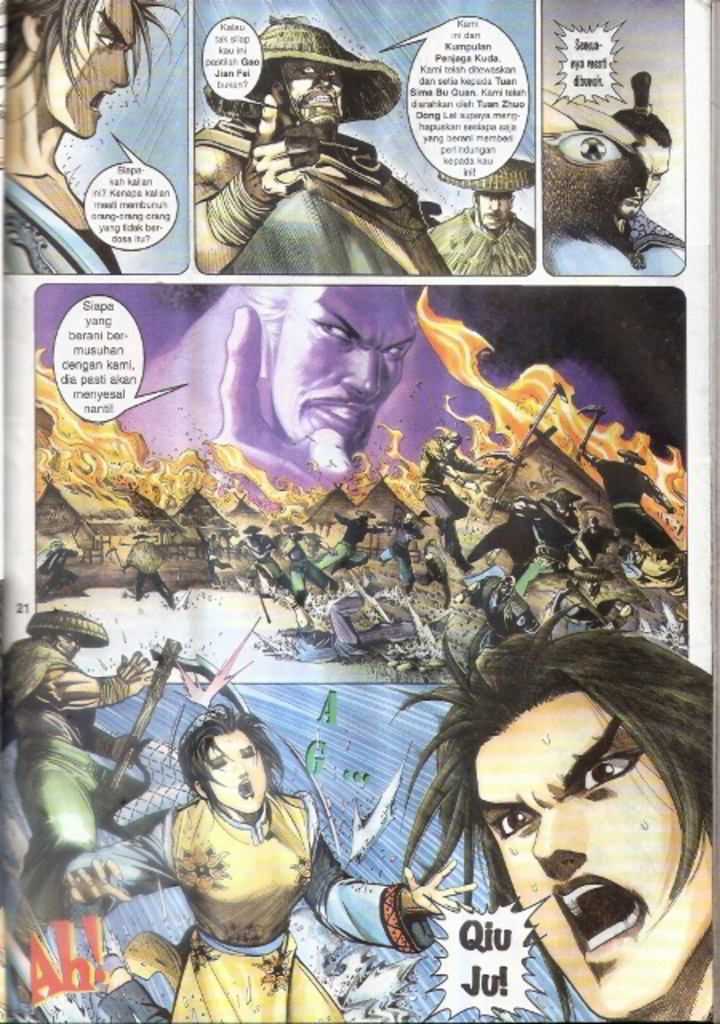 Siapa-
kah kalian
ini? Kenapa kalian
mesti membunuh
orang-orang orang
yang tidak ber-
dosa itu?
Kalau
tak silap
kau ini
pastilah Gao
Jian Fei
bukan?
Kami
ini dari
Kumpulan
Penjaga Kuda.
Kami telah ditewaskan
dan setia kepada Tuan
Sima Bu Quan. Kami telah
diarahkan oleh Tuan Zhuo
Dong Lai supaya meng-
hapuskan sesiapa saja
yang berani memberi
perlindungan
kepada kau
ini!
nya mesti
dibunuh.
Siapa
yang
berani ber-
musuhan
dengan kami,
dia pasti akan
menyesal
nanti!
21
A
G...
Ah!
Qiu
Ju!